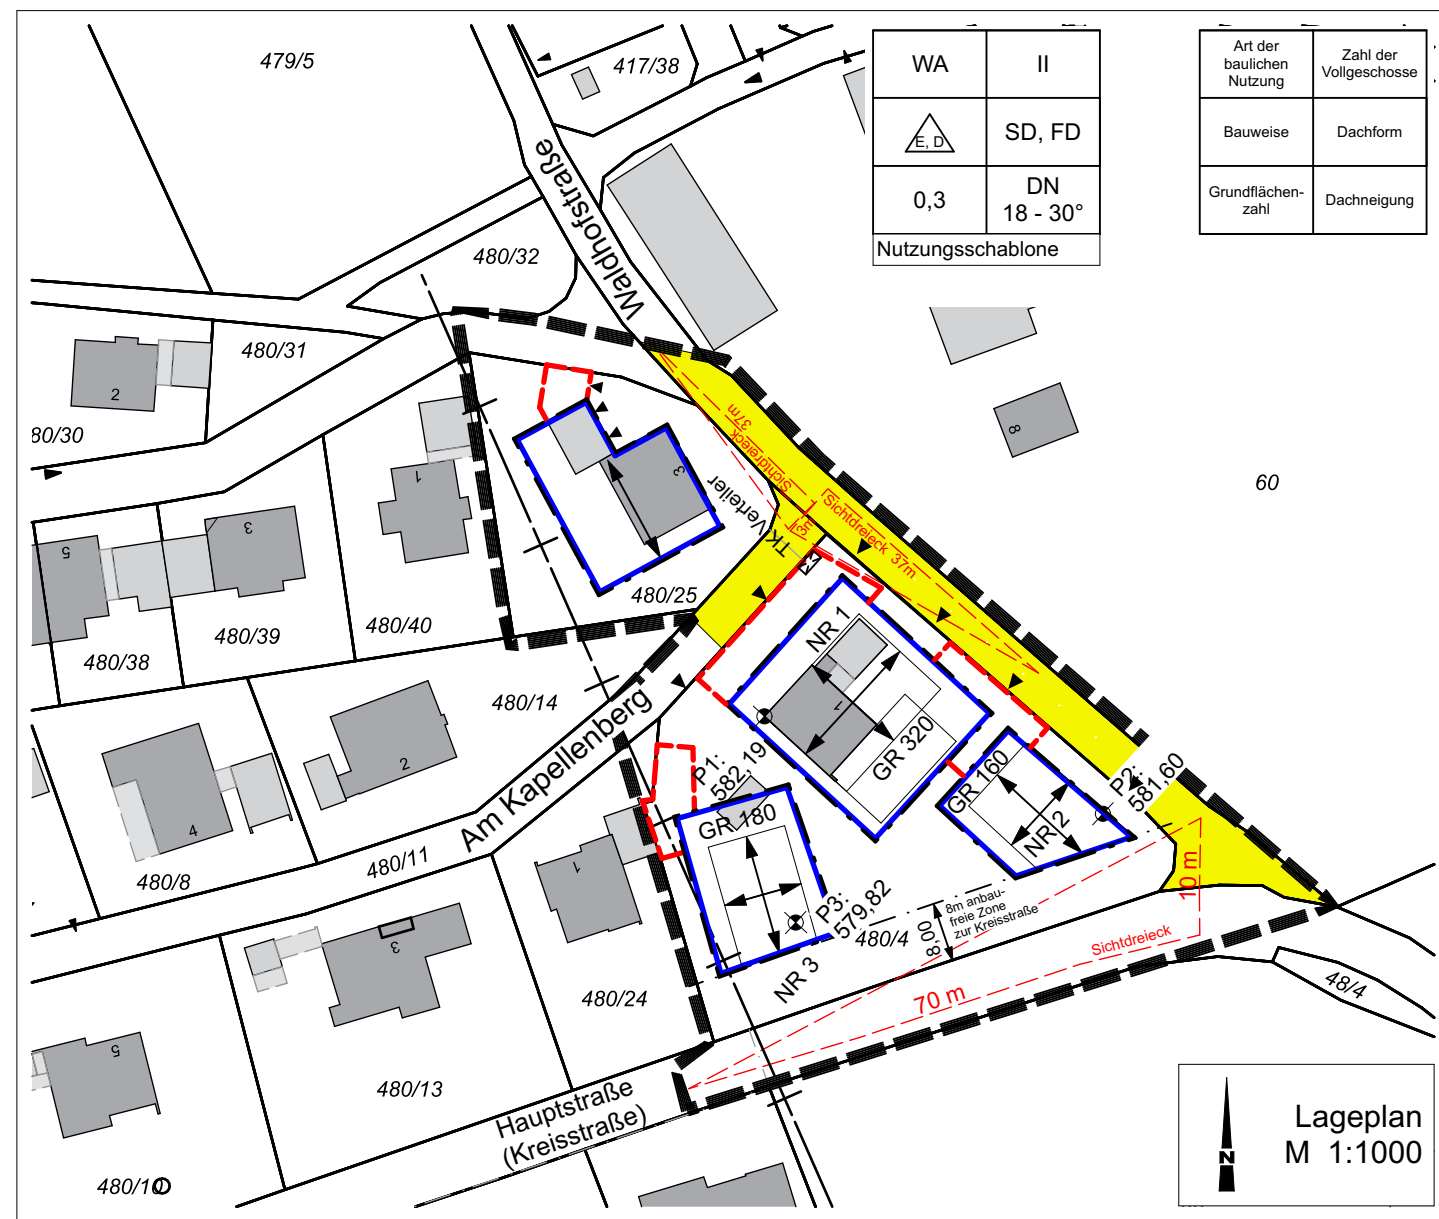 479/5
417/38
WA
II
E, D
SD, FD
0,3
DN
18 - 30°
Nutzungsschablone
Art der
baulichen
Nutzung
Zahl der
Vollgeschosse
Bauweise
Dachform
Grundflächen-
zahl
Dachneigung
Waldhofstraße
480/32
480/31
2
80/30
1
3
8
60
37m
Sichtdreieck
Sichtdreieck 37m
3m
TK Verteiler
5
3
480/25
480/38
480/39
480/40
480/14
NR 1
1
GR 320
P1:
582,19
GR 160
NR 2
P2:
581,60
2
4
Am Kapellenberg
GR 180
P3:
579,82
NR 3
480/8
480/11
1
480/4
8,00
8m anbau-
freie Zone
zur Kreisstraße
10 m
Sichtdreieck
70 m
48/4
3
480/24
5
480/13
Hauptstraße
(Kreisstraße)
480/10
N
Lageplan
M 1:1000